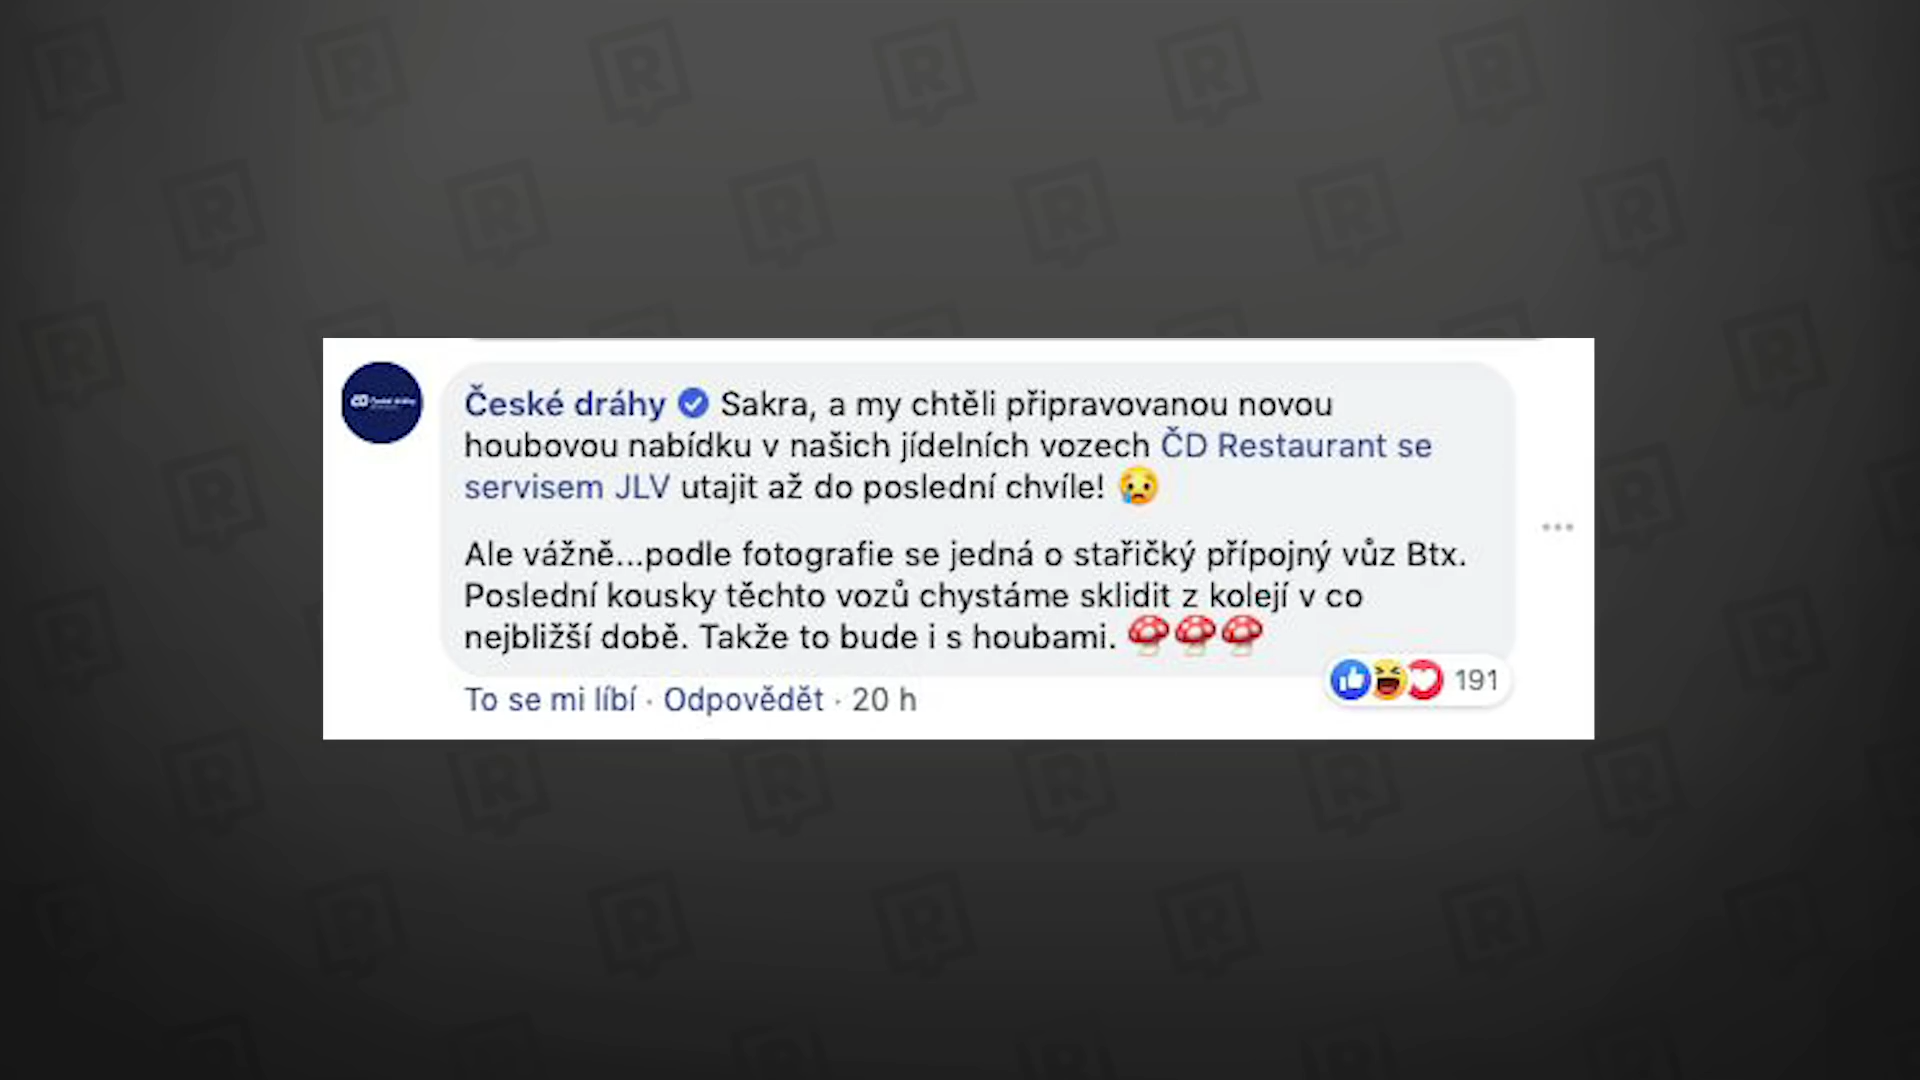 České dráhy Sakra, a my chtěli připravovanou novou
houbovou nabídku v našich jídelních vozech ČD Restaurant se
servisem JLV utajit až do poslední chvíle! 😥
Ale vážně...podle fotografie se jedná o stařičký přípojný vůz Btx.
Poslední kousky těchto vozů chystáme sklidit z kolejí v co
nejbližší době. Takže to bude i s houbami. 🍄🍄🍄
191
To se mi líbí · Odpovědět · 20 h